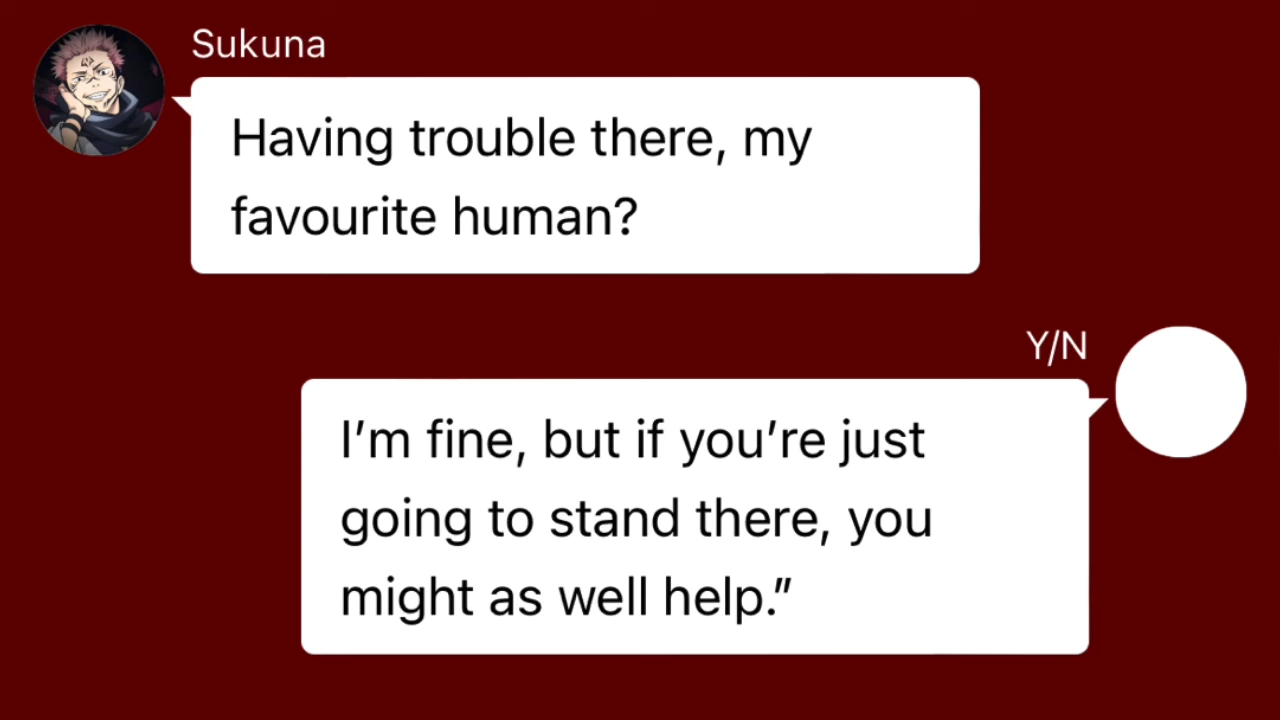 Sukuna
Having trouble there, my
favourite human?
Y/N
I’m fine, but if you’re just
going to stand there, you
might as well help.”